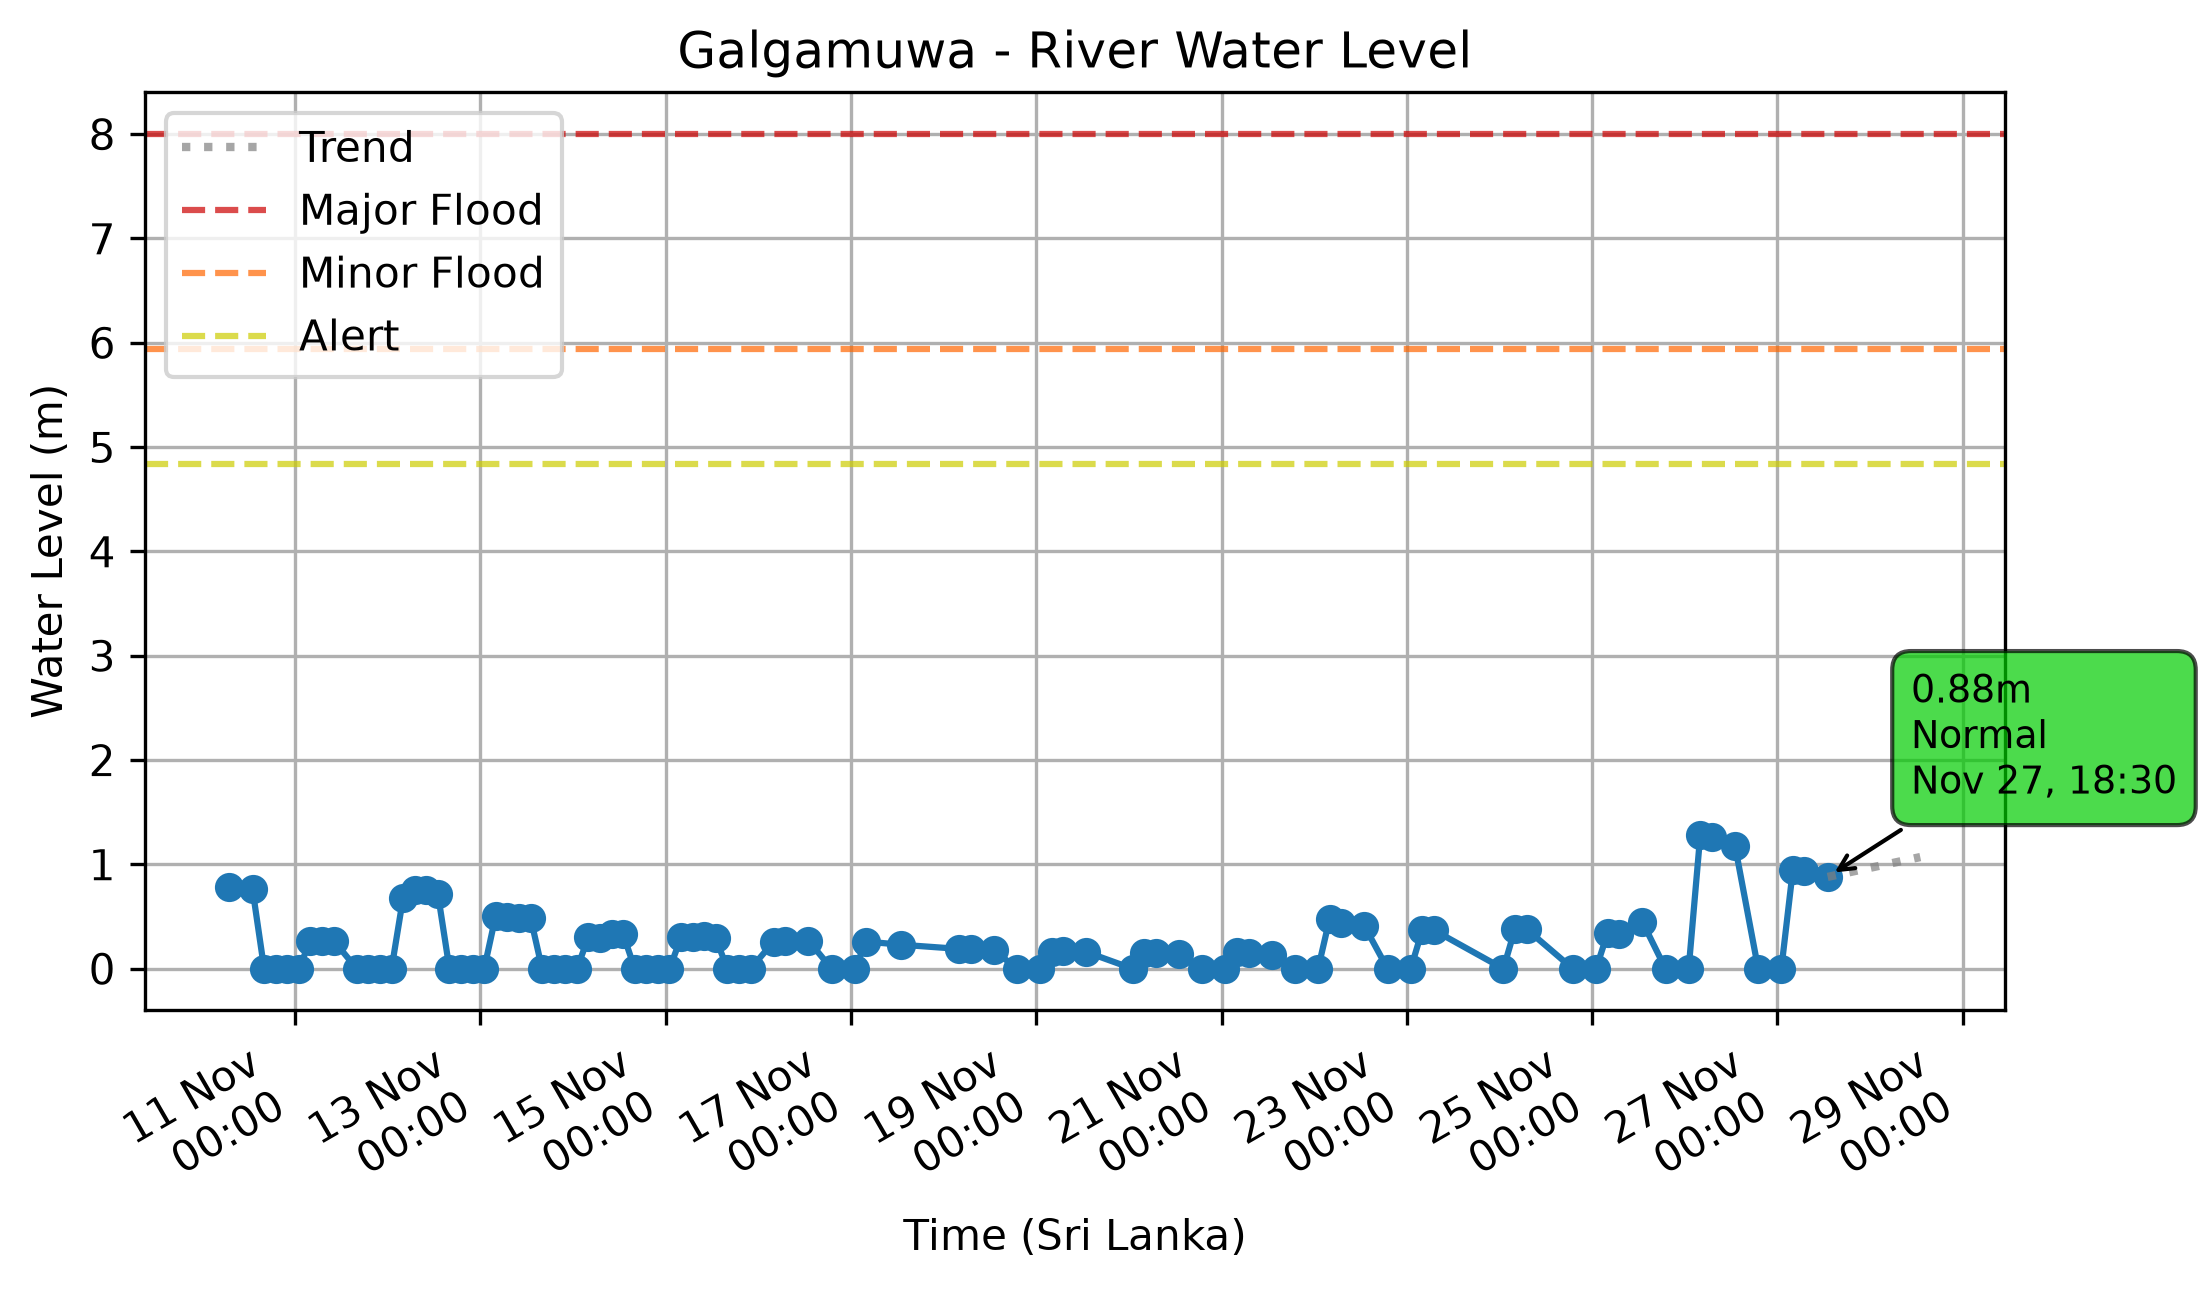 Galgamuwa - River Water Level
8
7
6
5
4
3
2
1
0
Water Level (m)
Trend
Major Flood
Minor Flood
Alert
0.88m
Normal
Nov 27, 18:30
11 Nov
00:00
13 Nov
00:00
15 Nov
00:00
17 Nov
00:00
19 Nov
00:00
21 Nov
00:00
23 Nov
00:00
25 Nov
00:00
27 Nov
00:00
29 Nov
00:00
Time (Sri Lanka)